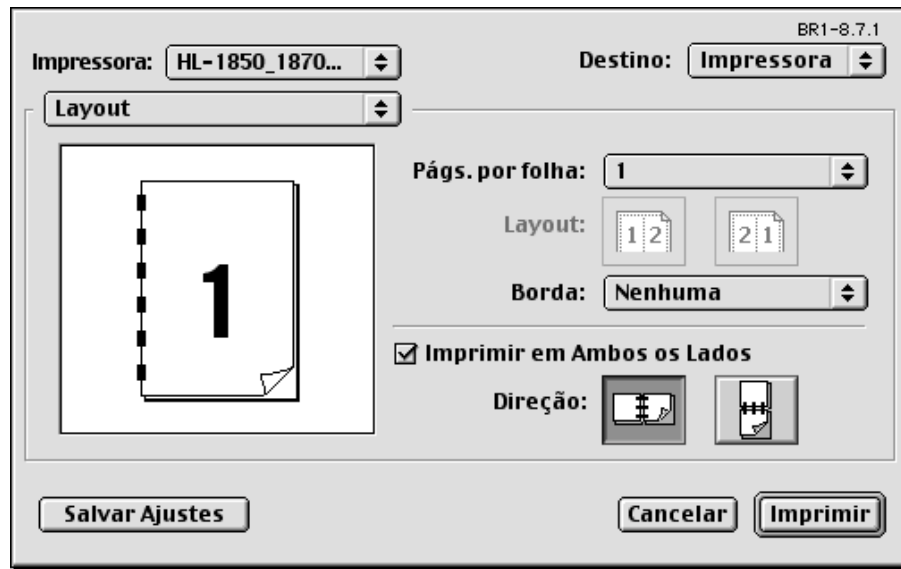 BR1-8.7.1
Impressora: HL-1850_1870... Destino: Impressora
Layout
1
Págs. por folha: 1
Layout: 1 2 2 1
Borda: Nenhuma
Imprimir em Ambos os Lados
Direção:
Salvar Ajustes Cancelar Imprimir